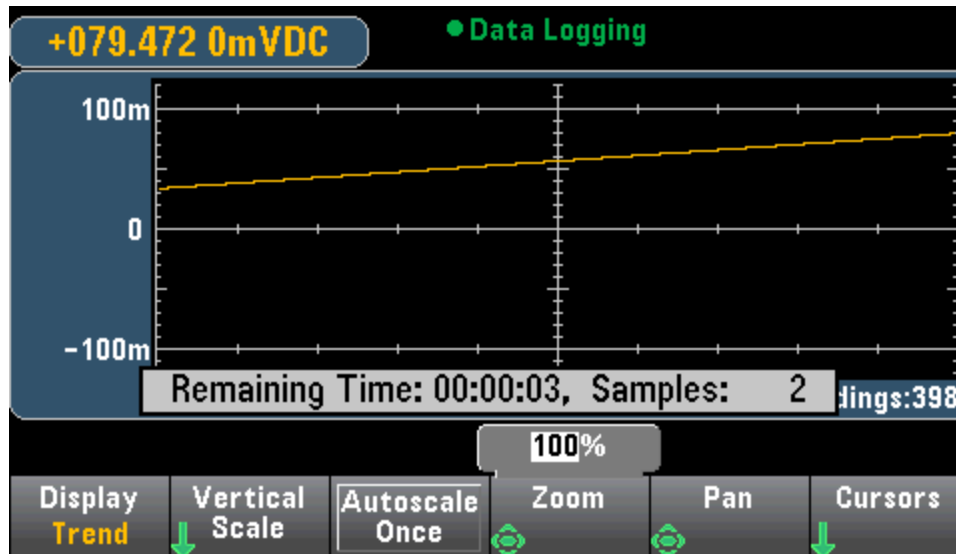 +079.472 0mVDC
Data Logging
100m
0
-100m
Remaining Time: 00:00:03, Samples: 2
dings:398
100%
Display
Trend
Vertical
Scale
Autoscale
Once
Zoom
Pan
Cursors